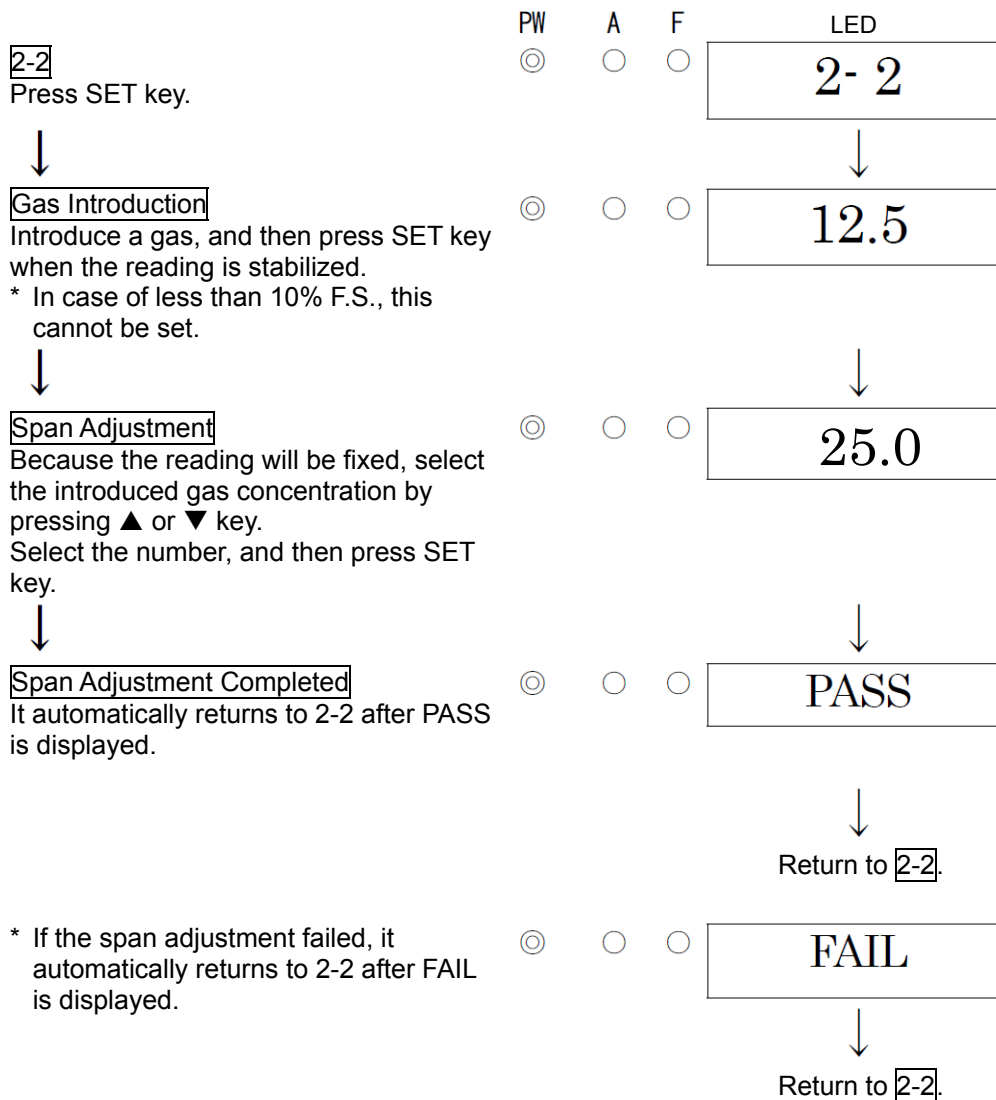 PW A F LED
2-2
2- 2
Press SET key.
↓ ↓
Gas Introduction
12.5
Introduce a gas, and then press SET key
when the reading is stabilized.
* In case of less than 10% F.S., this
cannot be set.
↓ ↓
Span Adjustment
25.0
Because the reading will be fixed, select
the introduced gas concentration by
pressing ▲ or ▼ key.
Select the number, and then press SET
key.
↓ ↓
Span Adjustment Completed
PASS
It automatically returns to 2-2 after PASS
is displayed.
↓
Return to 2-2.
* If the span adjustment failed, it
automatically returns to 2-2 after FAIL
is displayed.
FAIL
↓
Return to 2-2.